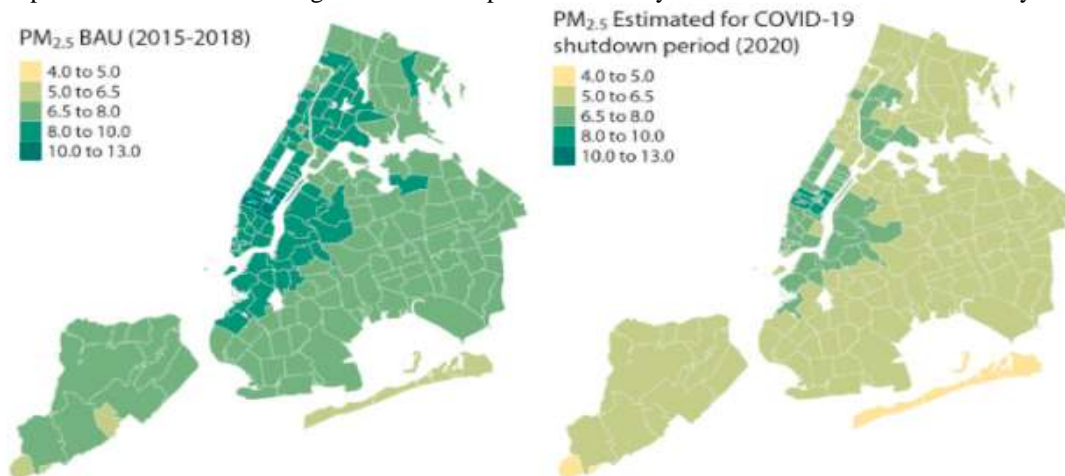 PM2.5 BAU (2015-2018)
4.0 to 5.0
5.0 to 6.5
6.5 to 8.0
8.0 to 10.0
10.0 to 13.0
PM2.5 Estimated for COVID-19
shutdown period (2020)
4.0 to 5.0
5.0 to 6.5
6.5 to 8.0
8.0 to 10.0
10.0 to 13.0